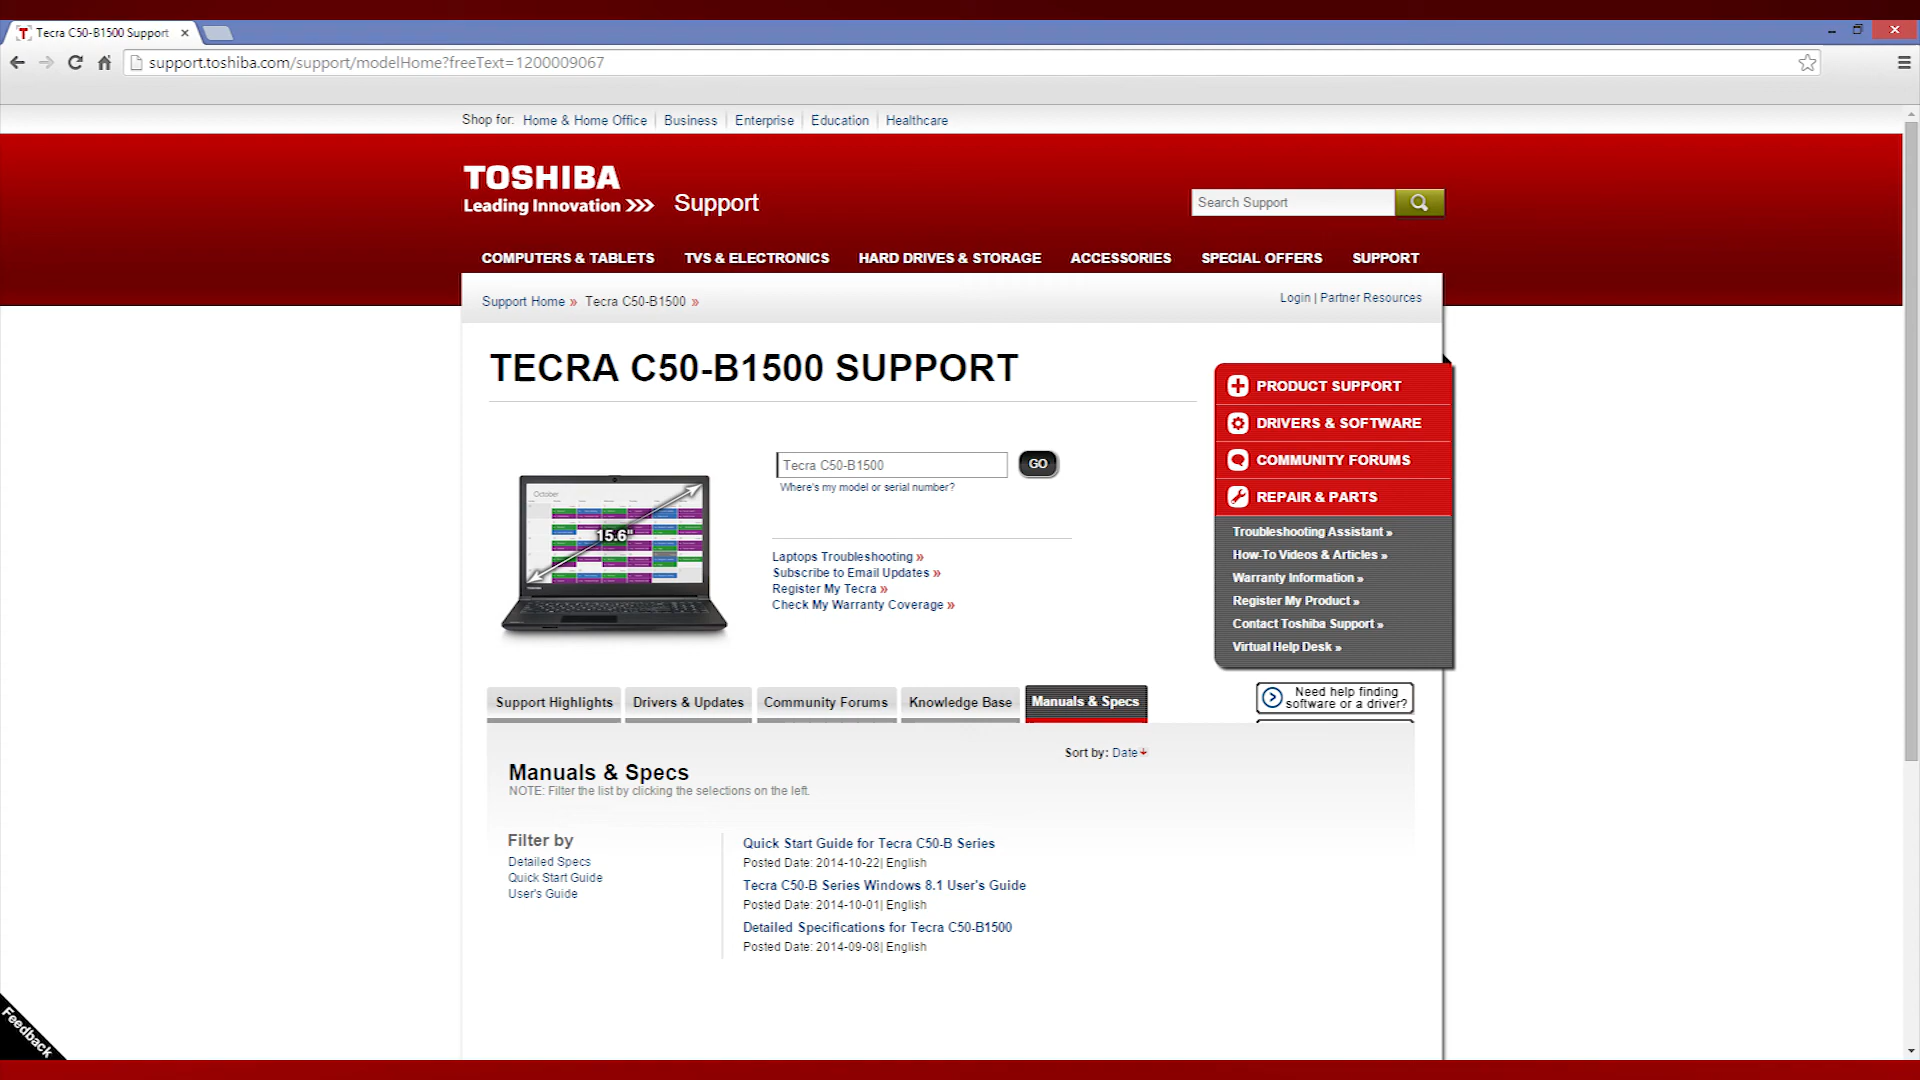 Tecra C50-B1500 Support
support.toshiba.com/support/modelHome?freeText=1200009067
Shop for: Home & Home Office Business Enterprise Education Healthcare
TOSHIBA
Leading Innovation >>> Support
Search Support
COMPUTERS & TABLETS TVS & ELECTRONICS HARD DRIVES & STORAGE ACCESSORIES SPECIAL OFFERS SUPPORT
Support Home » Tecra C50-B1500 »
Login | Partner Resources
TECRA C50-B1500 SUPPORT
PRODUCT SUPPORT
DRIVERS & SOFTWARE
COMMUNITY FORUMS
REPAIR & PARTS
Troubleshooting Assistant »
How-To Videos & Articles »
Warranty Information »
Register My Product »
Contact Toshiba Support »
Virtual Help Desk »
Tecra C50-B1500
GO
Where's my model or serial number?
October
15.6"
Laptops Troubleshooting »
Subscribe to Email Updates »
Register My Tecra »
Check My Warranty Coverage »
Support Highlights Drivers & Updates Community Forums Knowledge Base Manuals & Specs
Need help finding
software or a driver?
Sort by: Date
Manuals & Specs
NOTE: Filter the list by clicking the selections on the left.
Filter by
Detailed Specs
Quick Start Guide
User's Guide
Quick Start Guide for Tecra C50-B Series
Posted Date: 2014-10-22| English
Tecra C50-B Series Windows 8.1 User's Guide
Posted Date: 2014-10-01| English
Detailed Specifications for Tecra C50-B1500
Posted Date: 2014-09-08| English
Feedback